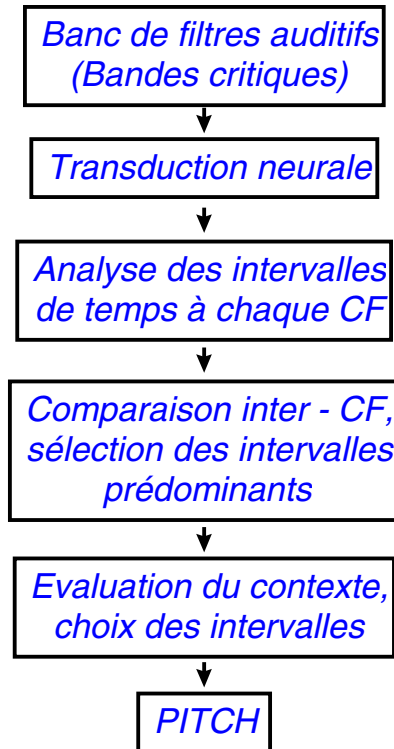 Banc de filtres auditifs
(Bandes critiques)
Transduction neurale
Analyse des intervalles
de temps à chaque CF
Comparaison inter - CF,
sélection des intervalles
prédominants
Evaluation du contexte,
choix des intervalles
PITCH